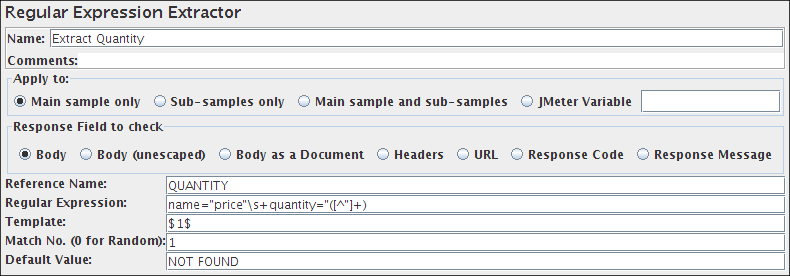 Regular Expression Extractor
Name: Extract Quantity
Comments:
Apply to:
Main sample only Sub-samples only Main sample and sub-samples JMeter Variable
Response Field to check
Body Body (unescaped) Body as a Document Headers URL Response Code Response Message
Reference Name: QUANTITY
Regular Expression: name="price"\s+quantity="([^"]+)
Template: $1$
Match No. (0 for Random): 1
Default Value: NOT FOUND